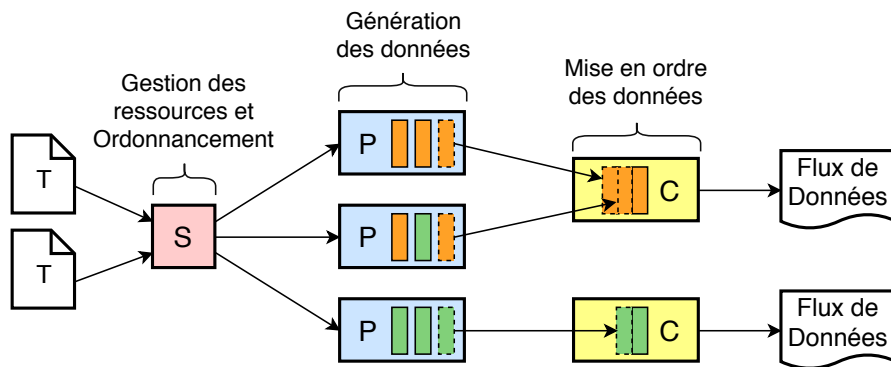 Génération
des données
Gestion des
ressources et
Ordonnancement
Mise en ordre
des données
T
T
S
P
P
P
C
C
Flux de
Données
Flux de
Données